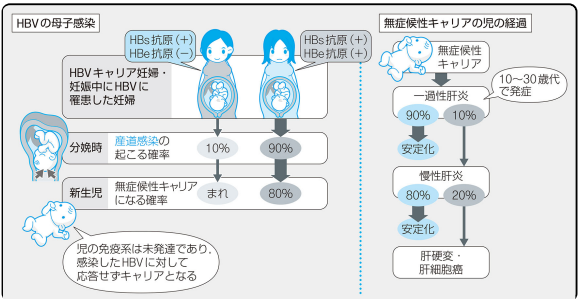 HBVの母子感染
HBs抗原(+)
HBe抗原(−)
HBs抗原(+)
HBe抗原(+)
HBVキャリア妊婦・
妊娠中にHBVに
罹患した妊婦
分娩時
産道感染の
起こる確率
10%
90%
新生児
無症候性キャリア
になる確率
まれ
80%
児の免疫系は未発達であり、
感染したHBVに対して
応答せずキャリアとなる
無症候性キャリアの児の経過
無症候性
キャリア
10〜30歳代
で発症
一過性肝炎
90%
10%
安定化
慢性肝炎
80%
20%
安定化
肝硬変・
肝細胞癌